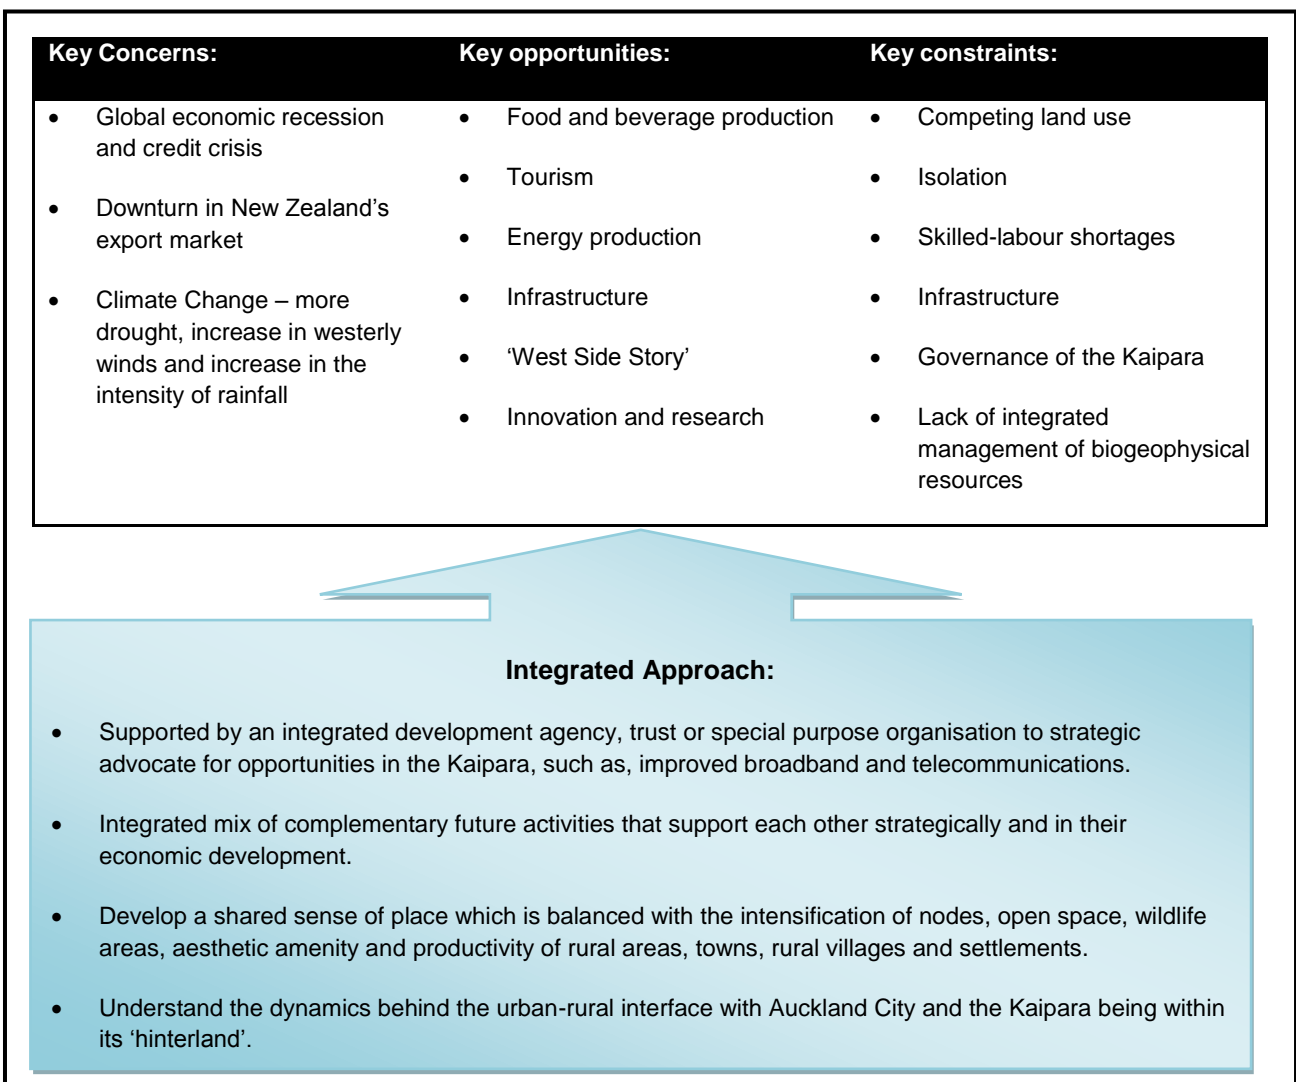 Key Concerns:
Key opportunities:
Key constraints:
• Global economic recession
and credit crisis
• Downturn in New Zealand’s
export market
• Climate Change – more
drought, increase in westerly
winds and increase in the
intensity of rainfall
• Food and beverage production
• Tourism
• Energy production
• Infrastructure
• ‘West Side Story’
• Innovation and research
• Competing land use
• Isolation
• Skilled-labour shortages
• Infrastructure
• Governance of the Kaipara
• Lack of integrated
management of biogeophysical
resources
Integrated Approach:
• Supported by an integrated development agency, trust or special purpose organisation to strategic
advocate for opportunities in the Kaipara, such as, improved broadband and telecommunications.
• Integrated mix of complementary future activities that support each other strategically and in their
economic development.
• Develop a shared sense of place which is balanced with the intensification of nodes, open space, wildlife
areas, aesthetic amenity and productivity of rural areas, towns, rural villages and settlements.
• Understand the dynamics behind the urban-rural interface with Auckland City and the Kaipara being within
its ‘hinterland’.